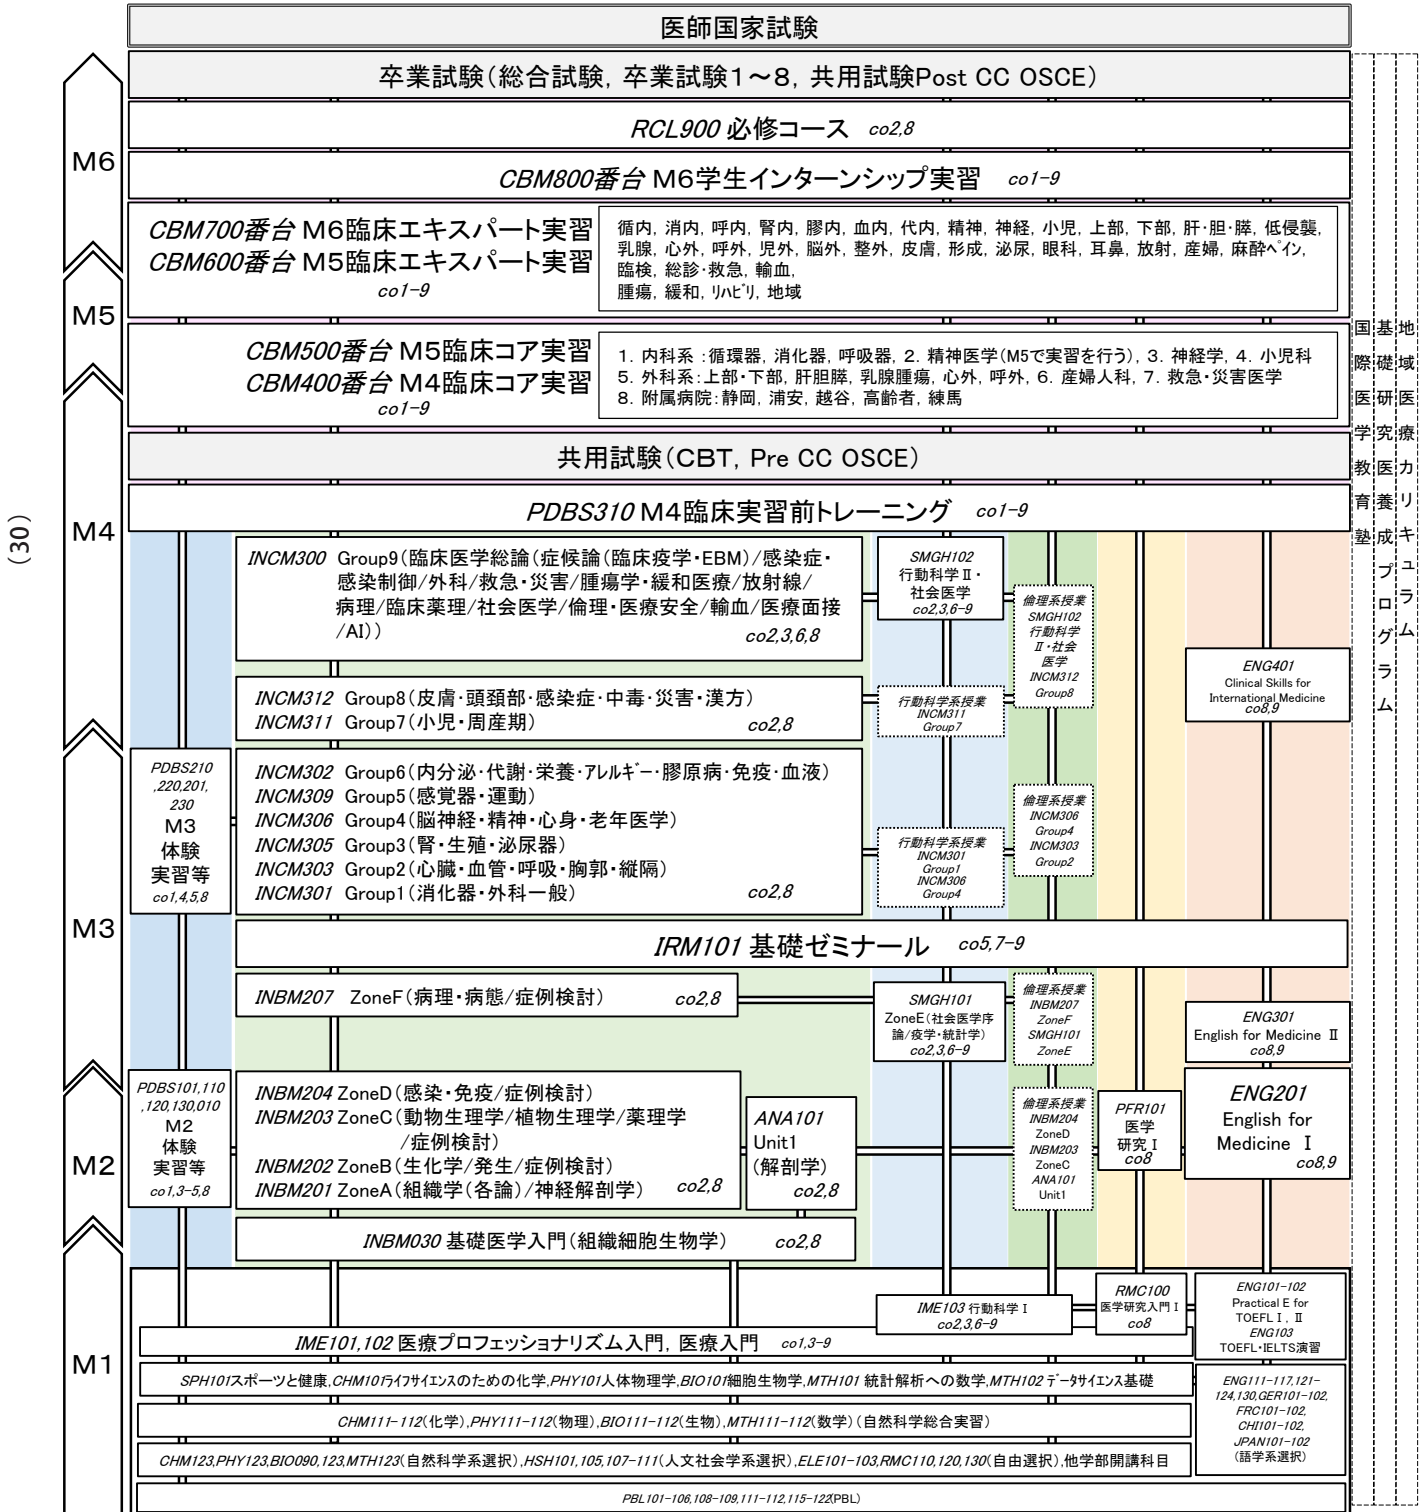 医師国家試験
卒業試験(総合試験, 卒業試験1～8, 共用試験Post CC OSCE)
RCL900 必修コース co2,8
M6
CBM800番台 M6学生インターンシップ実習 co1-9
CBM700番台 M6臨床エキスパート実習
CBM600番台 M5臨床エキスパート実習
co1-9
循内, 消内, 呼内, 腎内, 膠内, 血内, 代内, 精神, 神経, 小児, 上部, 下部, 肝・胆・膵, 低侵襲,
乳腺, 心外, 呼外, 児外, 脳外, 整外, 皮膚, 形成, 泌尿, 眼科, 耳鼻, 放射, 産婦, 麻酔ペイン,
臨検, 総診・救急, 輸血,
腫瘍, 緩和, リハビリ, 地域
M5
CBM500番台 M5臨床コア実習
CBM400番台 M4臨床コア実習
co1-9
1. 内科系 :循環器, 消化器, 呼吸器, 2. 精神医学(M5で実習を行う), 3. 神経学, 4. 小児科
5. 外科系:上部・下部, 肝胆膵, 乳腺腫瘍, 心外, 呼外, 6. 産婦人科, 7. 救急・災害医学
8. 附属病院:静岡, 浦安, 越谷, 高齢者, 練馬
国際医学教育塾
基礎研究医養成プログラム
地域医療カリキュラム
共用試験(CBT, Pre CC OSCE)
PDBS310 M4臨床実習前トレーニング co1-9
M4
(30)
INCM300 Group9(臨床医学総論(症候論(臨床疫学・EBM)/感染症・
感染制御/外科/救急・災害/腫瘍学・緩和医療/放射線/
病理/臨床薬理/社会医学/倫理・医療安全/輸血/医療面接
/AI))
co2,3,6,8
SMGH102
行動科学Ⅱ・
社会医学
co2,3,6-9
倫理系授業
SMGH102
行動科学
Ⅱ・社会
医学
INCM312
Group8
ENG401
Clinical Skills for
International Medicine
co8,9
INCM312 Group8(皮膚・頭頚部・感染症・中毒・災害・漢方)
INCM311 Group7(小児・周産期) co2,8
行動科学系授業
INCM311
Group7
PDBS210
,220,201,
230
M3
体験
実習等
co1,4,5,8
INCM302 Group6(内分泌・代謝・栄養・アレルギー・膠原病・免疫・血液)
INCM309 Group5(感覚器・運動)
INCM306 Group4(脳神経・精神・心身・老年医学)
INCM305 Group3(腎・生殖・泌尿器)
INCM303 Group2(心臓・血管・呼吸・胸郭・縦隔)
INCM301 Group1(消化器・外科一般) co2,8
行動科学系授業
INCM301
Group1
INCM306
Group4
倫理系授業
INCM306
Group4
INCM303
Group2
M3
IRM101 基礎ゼミナール co5,7-9
INBM207 ZoneF(病理・病態/症例検討) co2,8
SMGH101
ZoneE(社会医学序
論/疫学・統計学)
co2,3,6-9
倫理系授業
INBM207
ZoneF
SMGH101
ZoneE
ENG301
English for Medicine Ⅱ
co8,9
PDBS101,110
,120,130,010
M2
体験
実習等
co1,3-5,8
M2
INBM204 ZoneD(感染・免疫/症例検討)
INBM203 ZoneC(動物生理学/植物生理学/薬理学
/症例検討)
INBM202 ZoneB(生化学/発生/症例検討)
INBM201 ZoneA(組織学(各論)/神経解剖学) co2,8
ANA101
Unit1
(解剖学)
co2,8
倫理系授業
INBM204
ZoneD
INBM203
ZoneC
ANA101
Unit1
PFR101
医学
研究Ⅰ
co8
ENG201
English for
Medicine Ⅰ
co8,9
INBM030 基礎医学入門(組織細胞生物学) co2,8
M1
IME103 行動科学Ⅰ
co2,3,6-9
RMC100
医学研究入門Ⅰ
co8
ENG101-102
Practical E for
TOEFLⅠ, Ⅱ
ENG103
TOEFL・IELTS演習
IME101,102 医療プロフェッショナリズム入門, 医療入門 co1,3-9
SPH101スポーツと健康,CHM101ライフサイエンスのための化学,PHY101人体物理学,BIO101細胞生物学,MTH101 統計解析への数学,MTH102 データサイエンス基礎
CHM111-112(化学),PHY111-112(物理),BIO111-112(生物),MTH111-112(数学)(自然科学総合実習)
CHM123,PHY123,BIO090,123,MTH123(自然科学系選択),HSH101,105,107-111(人文社会学系選択),ELE101-103,RMC110,120,130(自由選択),他学部開講科目
PBL101-106,108-109,111-112,115-122(PBL)
ENG111-117,121-
124,130,GER101-102,
FRC101-102,
CHI101-102,
JPAN101-102
(語学系選択)